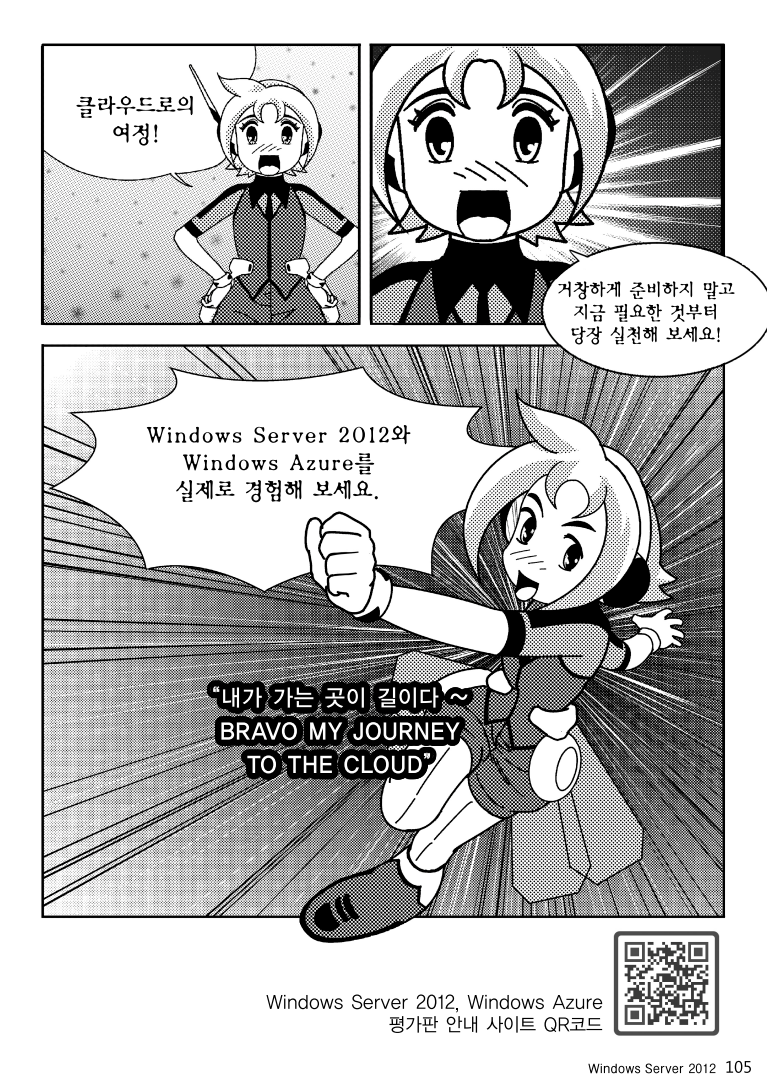 클라우드로의
여정!
거창하게 준비하지 말고
지금 필요한 것부터
당장 실천해 보세요!
Windows Server 2012와
Windows Azure를
실제로 경험해 보세요.
“내가 가는 곳이 길이다 ~
BRAVO MY JOURNEY
TO THE CLOUD”
Windows Server 2012, Windows Azure
평가판 안내 사이트 QR코드
Windows Server 2012 105